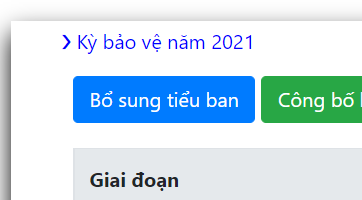 ❯ Kỳ bảo vệ năm 2021
Bổ sung tiểu ban Công bố
Giai đoạn